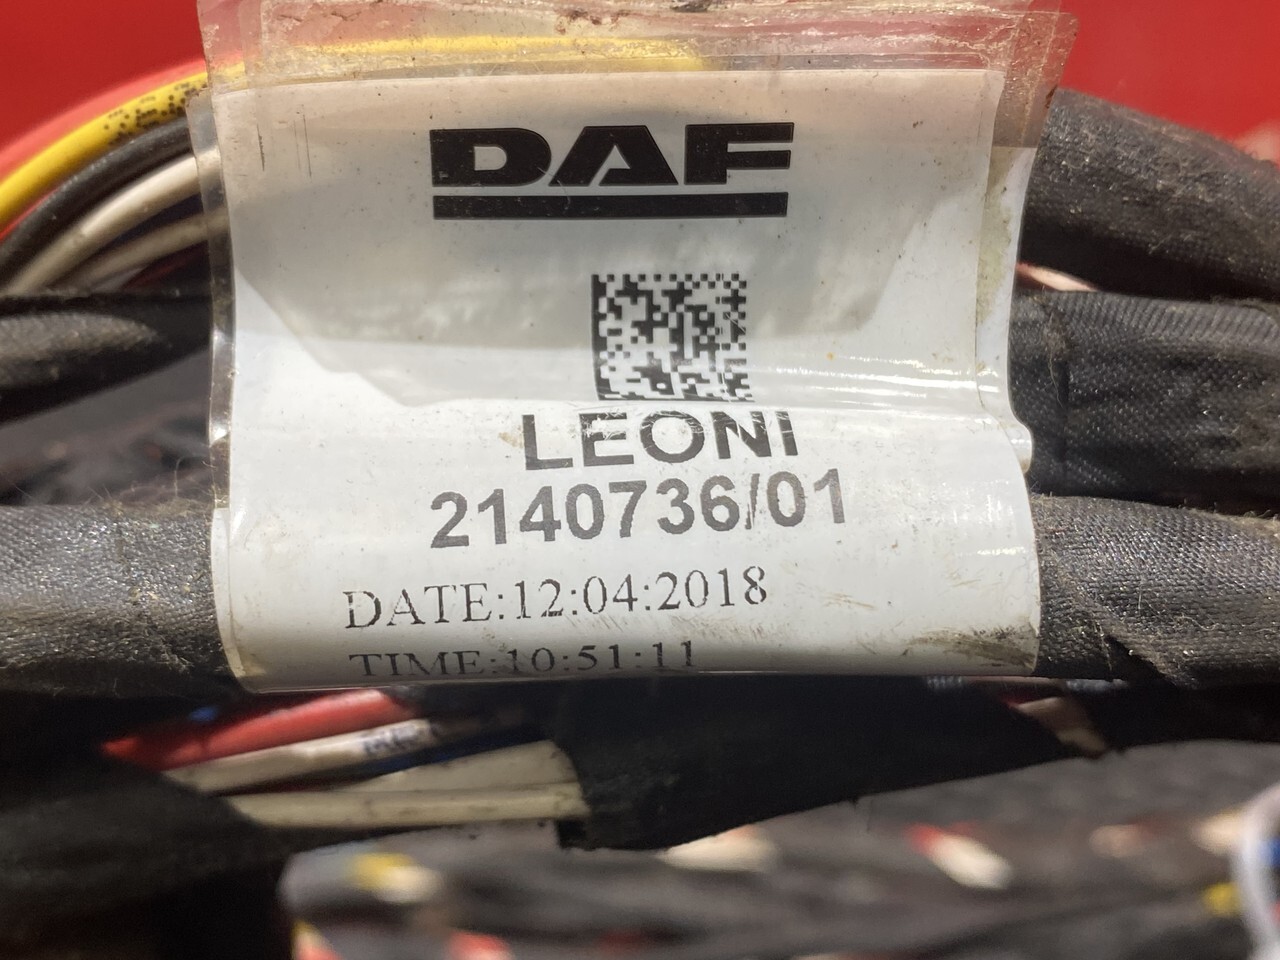 DAF
LEONI
2140736/01
DATE:12:04:2018
TIME:10:51:11